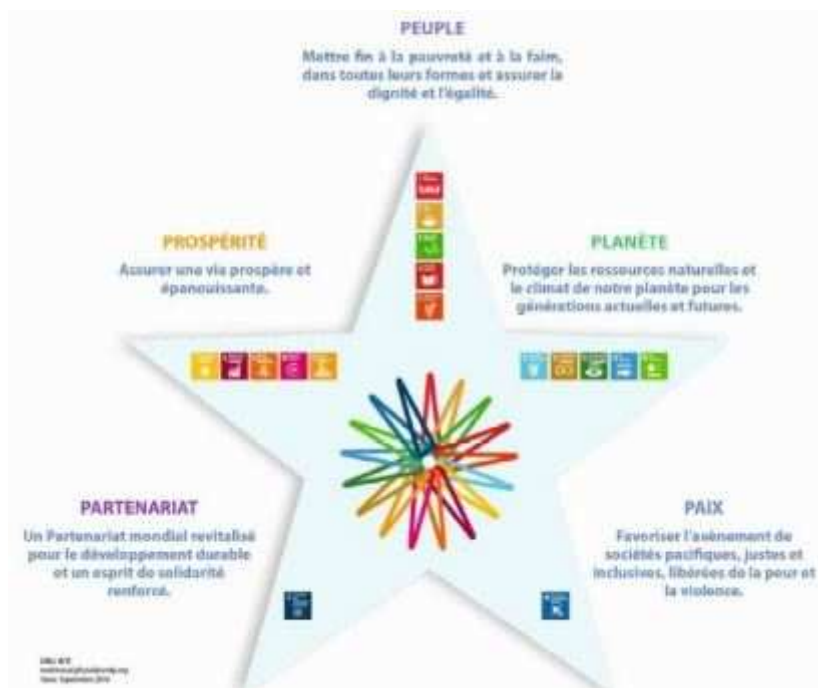 PEUPLE
Mettre fin à la pauvreté et à la faim,
dans toutes leurs formes et assurer la
dignité et l'égalité.
PROSPÉRITÉ
Assurer une vie prospère et
épanouissante.
PLANÈTE
Protéger les ressources naturelles et
le climat de notre planète pour les
générations actuelles et futures.
PARTENARIAT
Un Partenariat mondial revitalisé
pour le développement durable
et un esprit de solidarité
renforcé.
PAIX
Favoriser l'avènement de
sociétés pacifiques, justes et
inclusives, libérées de la peur et
la violence.